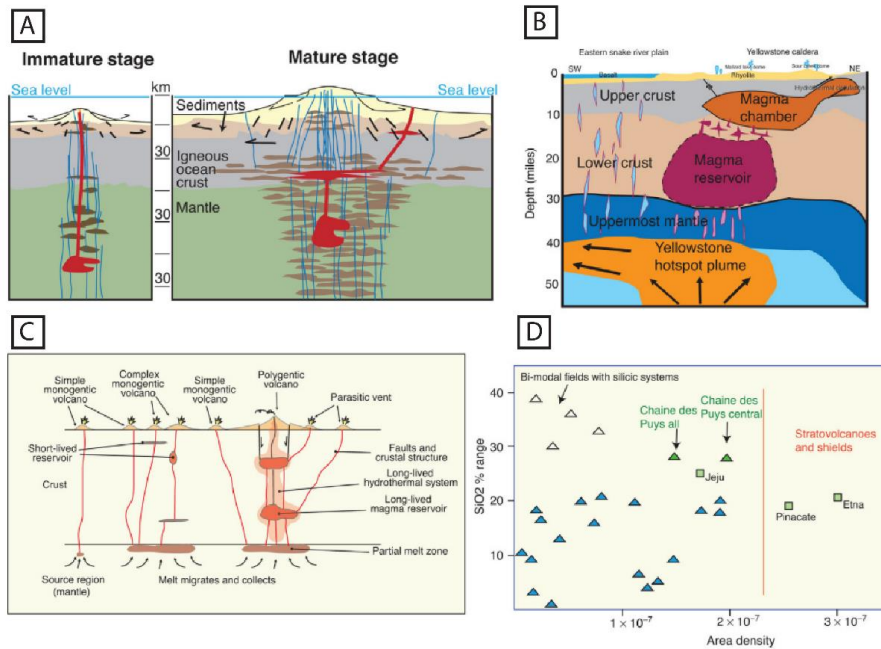 A
Immature stage
Mature stage
Sea level
km
Sea level
Sediments
30
Igneous
ocean
crust
30
Mantle
30
B
Eastern snake river plain
Yellowstone caldera
SW
NE
Basalt
Rhyolite
0
10
20
30
40
50
Depth (miles)
Upper crust
Magma
chamber
Lower crust
Magma
reservoir
Uppermost mantle
Yellowstone
hotspot plume
C
Simple
monogentic
volcano
Complex
monogentic
volcano
Simple
monogentic
volcano
Polygentic
volcano
Parasitic vent
Short-lived
reservoir
Crust
Faults and
crustal structure
Long-lived
hydrothermal system
Long-lived
magma reservoir
Partial melt zone
Source region
(mantle)
Melt migrates and collects
D
SiO2 % range
40
30
20
10
Bi-modal fields with silicic systems
Chaine des
Puys all
Chaine des
Puys central
Stratovolcanoes
and shields
Jeju
Pinacate
Etna
1 × 10⁻⁷
2 × 10⁻⁷
3 × 10⁻⁷
Area density